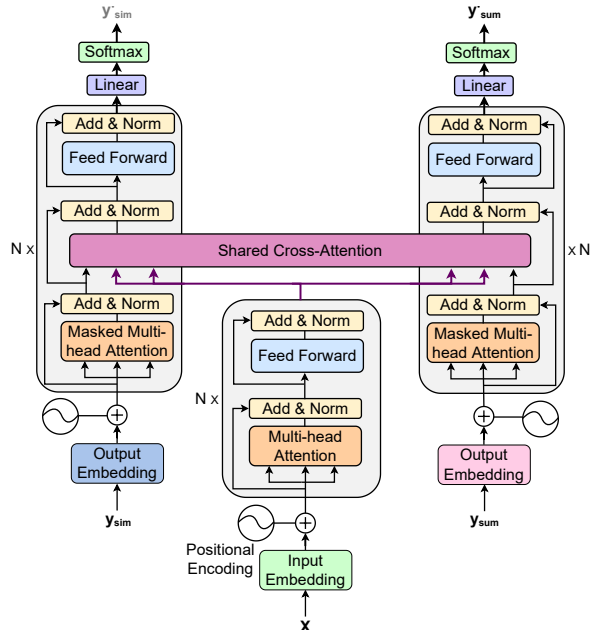 y'sim
Softmax
Linear
Add & Norm
Feed Forward
Add & Norm
N x
Add & Norm
Masked Multi-
head Attention
Output
Embedding
ysim
y'sum
Softmax
Linear
Add & Norm
Feed Forward
Add & Norm
x N
Add & Norm
Masked Multi-
head Attention
Output
Embedding
ysum
Shared Cross-Attention
Add & Norm
Feed Forward
N x
Add & Norm
Multi-head
Attention
Positional
Encoding
Input
Embedding
x